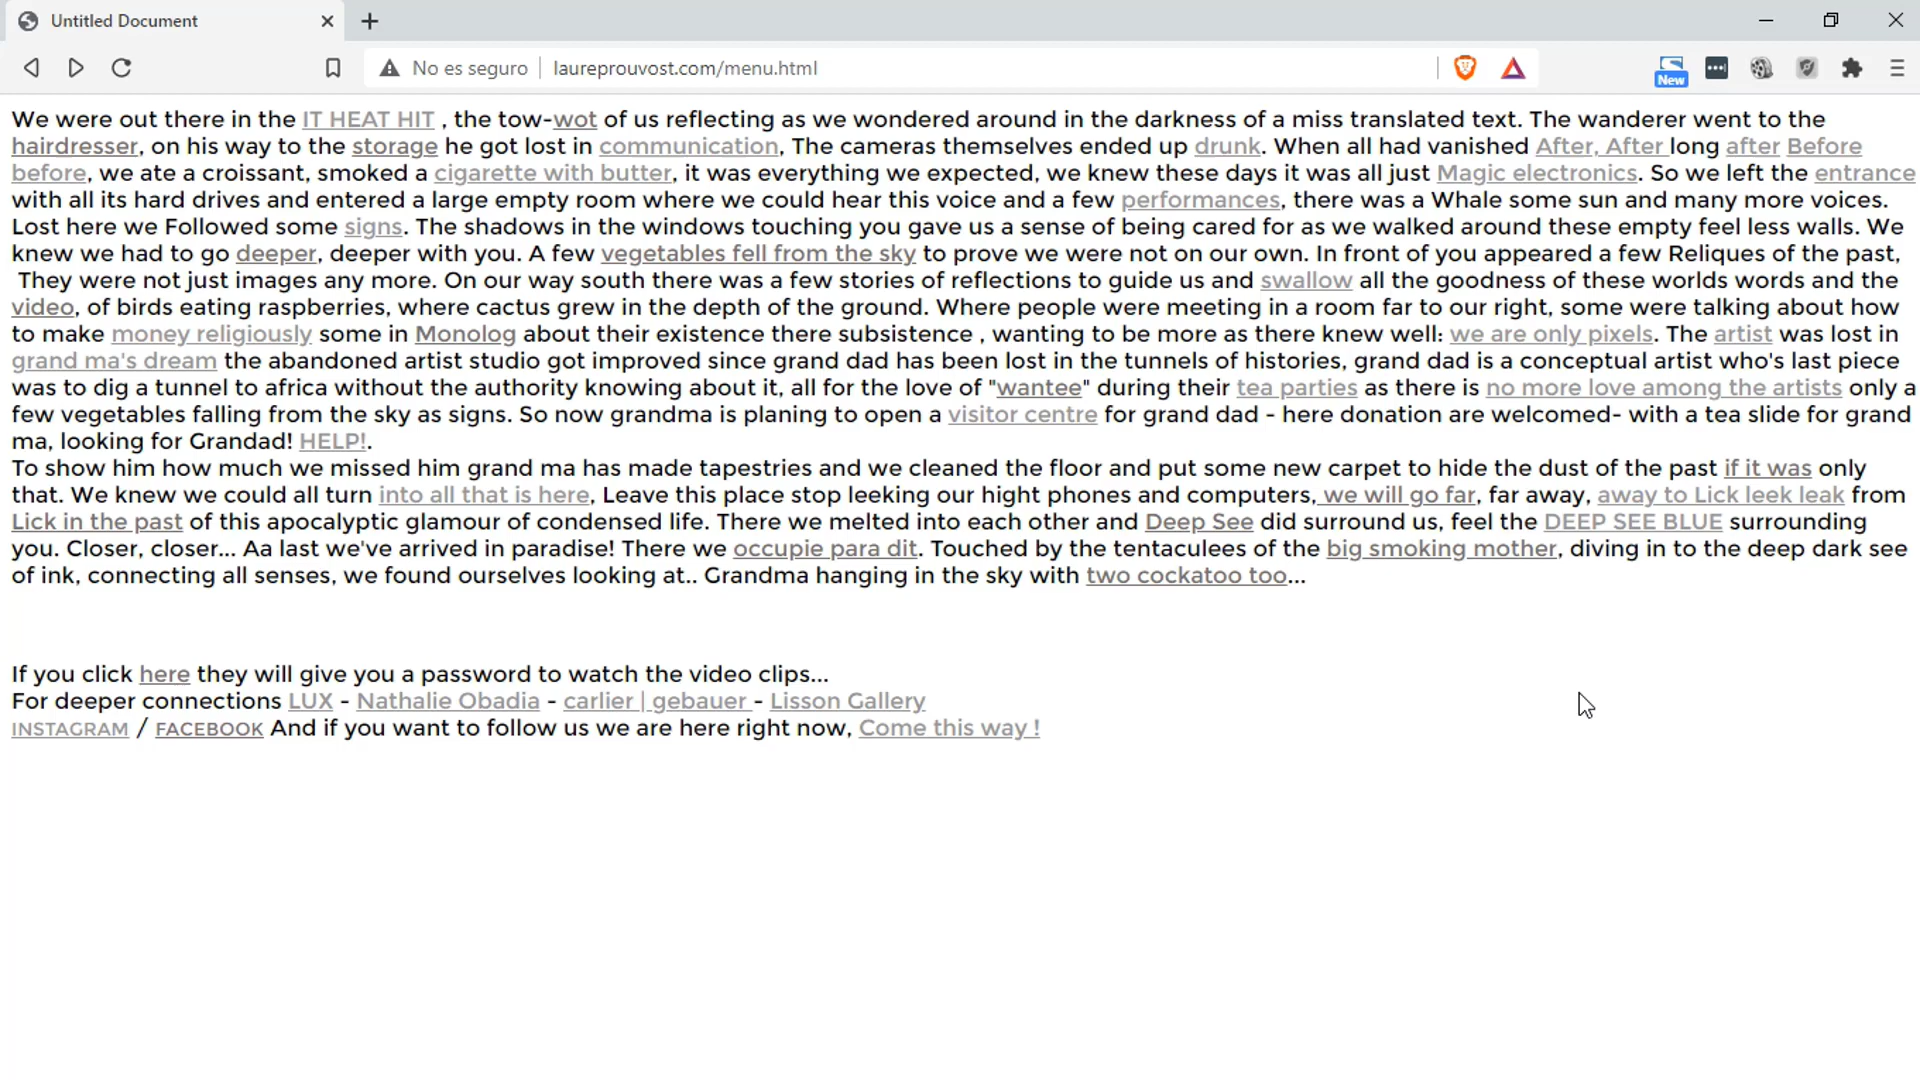 Untitled Document
No es seguro
laureprouvost.com/menu.html
New
We were out there in the IT HEAT HIT , the tow-wot of us reflecting as we wondered around in the darkness of a miss translated text. The wanderer went to the
hairdresser, on his way to the storage he got lost in communication, The cameras themselves ended up drunk. When all had vanished After, After long after Before
before, we ate a croissant, smoked a cigarette with butter, it was everything we expected, we knew these days it was all just Magic electronics. So we left the entrance
with all its hard drives and entered a large empty room where we could hear this voice and a few performances, there was a Whale some sun and many more voices.
Lost here we Followed some signs. The shadows in the windows touching you gave us a sense of being cared for as we walked around these empty feel less walls. We
knew we had to go deeper, deeper with you. A few vegetables fell from the sky to prove we were not on our own. In front of you appeared a few Reliques of the past,
They were not just images any more. On our way south there was a few stories of reflections to guide us and swallow all the goodness of these worlds words and the
video, of birds eating raspberries, where cactus grew in the depth of the ground. Where people were meeting in a room far to our right, some were talking about how
to make money religiously some in Monolog about their existence there subsistence , wanting to be more as there knew well: we are only pixels. The artist was lost in
grand ma's dream the abandoned artist studio got improved since grand dad has been lost in the tunnels of histories, grand dad is a conceptual artist who's last piece
was to dig a tunnel to africa without the authority knowing about it, all for the love of "wantee" during their tea parties as there is no more love among the artists only a
few vegetables falling from the sky as signs. So now grandma is planing to open a visitor centre for grand dad - here donation are welcomed- with a tea slide for grand
ma, looking for Grandad! HELP!.
To show him how much we missed him grand ma has made tapestries and we cleaned the floor and put some new carpet to hide the dust of the past if it was only
that. We knew we could all turn into all that is here, Leave this place stop leeking our hight phones and computers, we will go far, far away, away to Lick leek leak from
Lick in the past of this apocalyptic glamour of condensed life. There we melted into each other and Deep See did surround us, feel the DEEP SEE BLUE surrounding
you. Closer, closer... Aa last we've arrived in paradise! There we occupie para dit. Touched by the tentaculees of the big smoking mother, diving in to the deep dark see
of ink, connecting all senses, we found ourselves looking at.. Grandma hanging in the sky with two cockatoo too...
If you click here they will give you a password to watch the video clips...
For deeper connections LUX - Nathalie Obadia - carlier | gebauer - Lisson Gallery
INSTAGRAM / FACEBOOK And if you want to follow us we are here right now, Come this way !